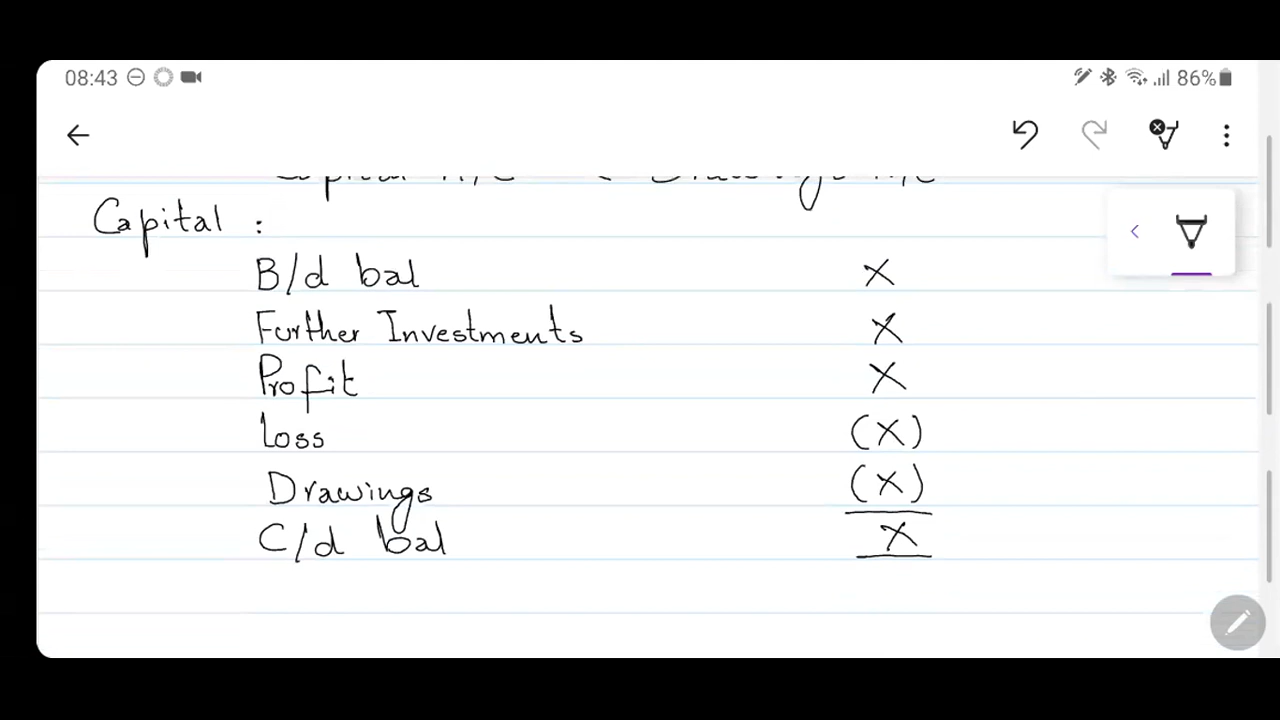 08:43 86%
Capital :
B/d bal X
Further Investments X
Profit X
Loss (X)
Drawings (X)
C/d bal X